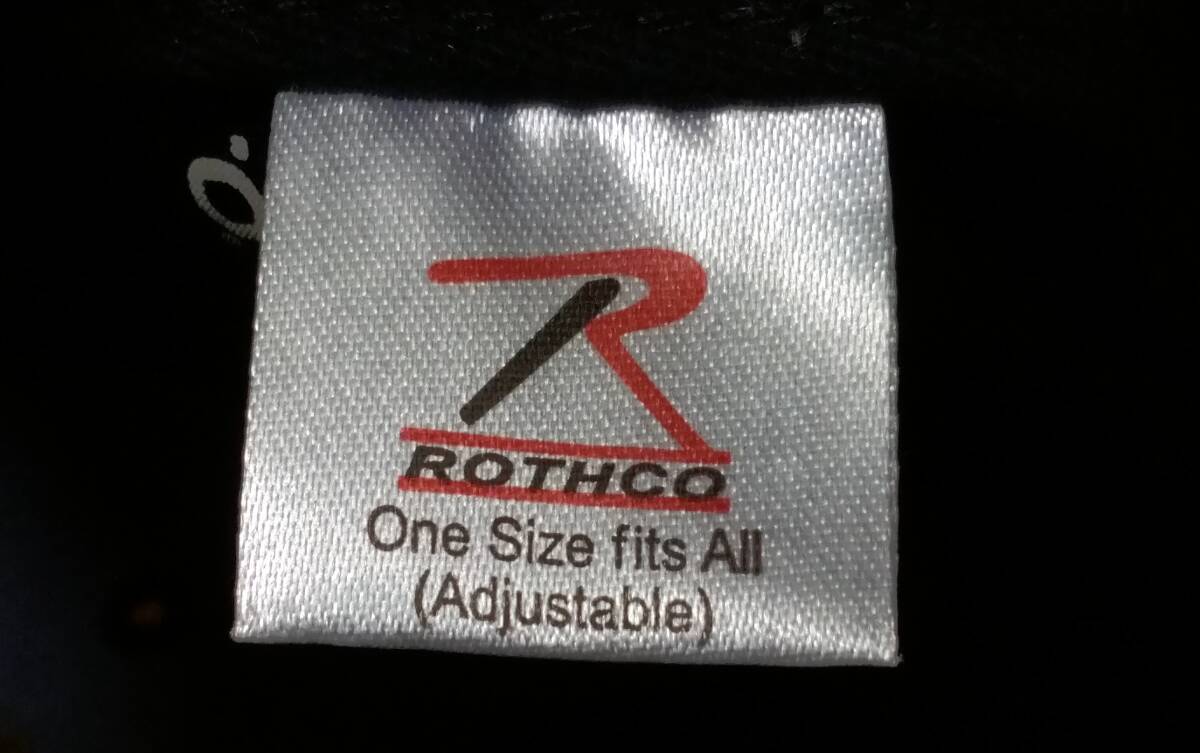 ROTHCO
One Size fits All
(Adjustable)